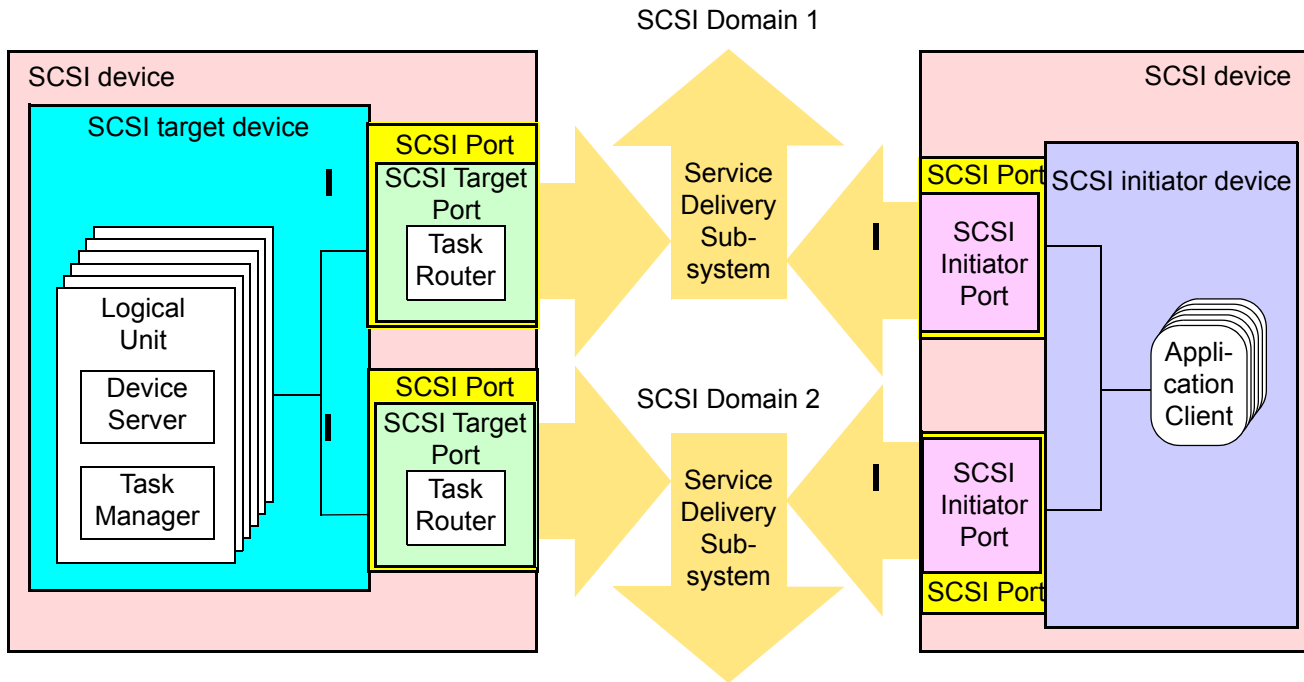 SCSI Domain 1
SCSI device
SCSI target device
SCSI Port
SCSI Target
Port
Task
Router
Logical
Unit
Device
Server
Task
Manager
SCSI Port
SCSI Target
Port
Task
Router
Service
Delivery
Sub-
system
SCSI Domain 2
Service
Delivery
Sub-
system
SCSI device
SCSI Port
SCSI initiator device
SCSI
Initiator
Port
Appli-
cation
Client
SCSI
Initiator
Port
SCSI Port